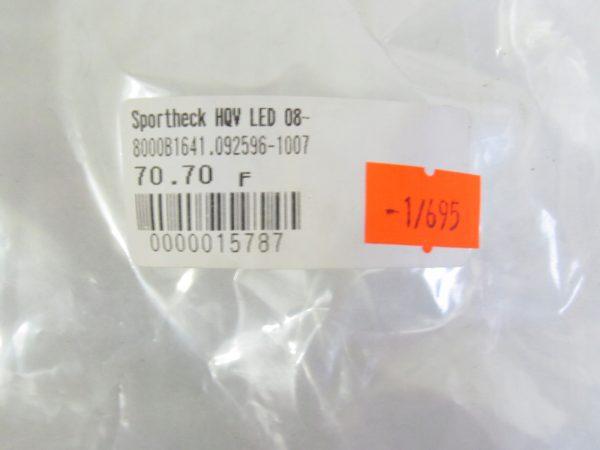 Sportheck HQV LED 08-
8000B1641.092596-1007
70.70 F
-1/695
0000015787